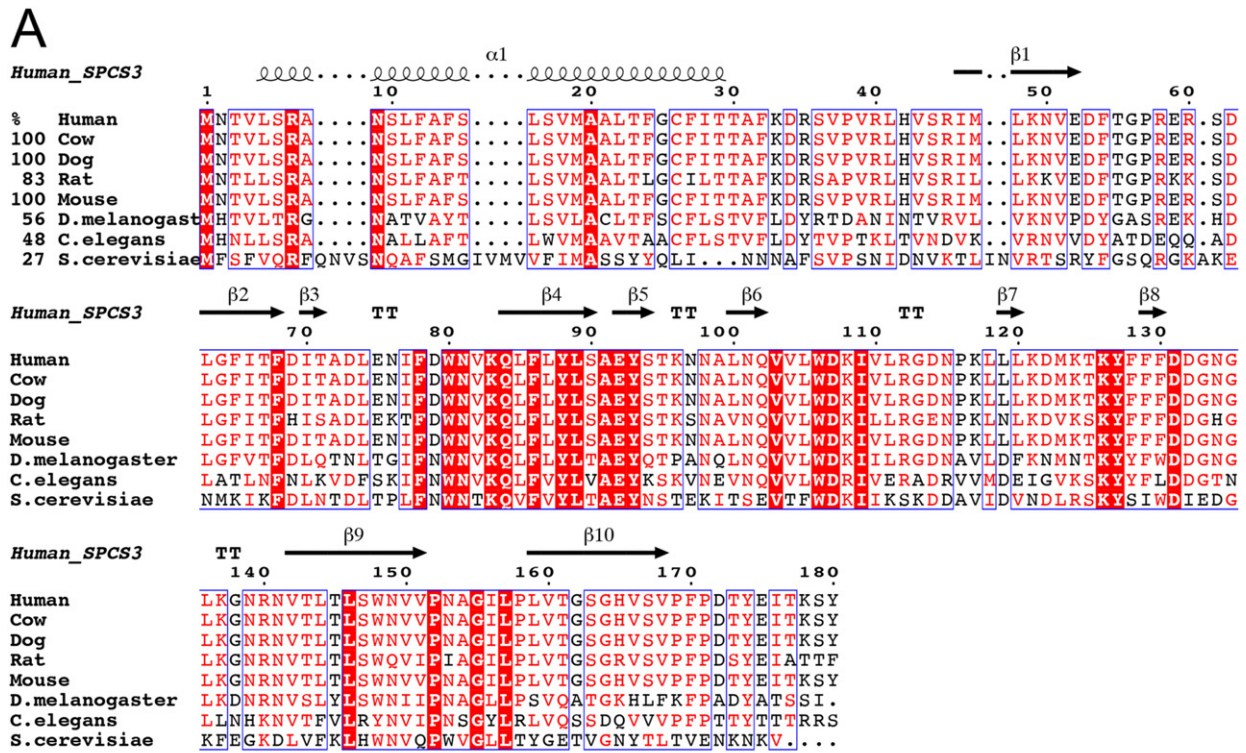 A
α1 β1
Human_SPCS3 .... .... ..
1 10 20 30 40 50 60
% Human MNTVLSRA....NSLFAFS....LSVMAALTFGCFITTAFKDRSVPVRLHVSRIM..LKNVEDFTGPRER.SD
100 Cow MNTVLSRA....NSLFAFS....LSVMAALTFGCFITTAFKDRSVPVRLHVSRIM..LKNVEDFTGPRER.SD
100 Dog MNTVLSRA....NSLFAFS....LSVMAALTFGCFITTAFKDRSVPVRLHVSRIM..LKNVEDFTGPRER.SD
83 Rat MNTLLSRA....NSLFAFT....LSVMAALTLGCILTTAFKDRSAPVRLHVSRIL..LKKVEDFTGPRKK.SD
100 Mouse MNTVLSRA....NSLFAFS....LSVMAALTFGCFITTAFKDRSVPVRLHVSRIM..LKNVEDFTGPRER.SD
56 D.melanogast MHTVLTRG....NATVAYT....LSVLACLTFSCFLSTVFLDYRTDANINTVRVL..VKNVPDYGASREK.HD
48 C.elegans MHNLLSRA....NALLAFT....LWVMAAVTAACFLSTVFLDYTVPTKLTVNDVK..VRNVVDYATDEQQ.AD
27 S.cerevisiae MFSFVQRFQNVSNQAFSMGIVMVVFIMASSYYQLI...NNNAFSVPSNIDNVKTLINVRTSRYFGSQRGKAKE
β2 β3 β4 β5 β6 β7 β8
Human_SPCS3 TT TT TT
70 80 90 100 110 120 130
Human LGFITFDITADLENIFDWNVKQLFLYLSAEYSTKNNALNQVVLWDKIVLRGDNPKLLLKDMKTKYFFFDDGNG
Cow LGFITFDITADLENIFDWNVKQLFLYLSAEYSTKNNALNQVVLWDKIVLRGDNPKLLLKDMKTKYFFFDDGNG
Dog LGFITFDITADLENIFDWNVKQLFLYLSAEYSTKNNALNQVVLWDKIVLRGDNPKLLLKDMKTKYFFFDDGNG
Rat LGFITFHISADLEKTFDWNVKQLFLYLSAEYSTKSNAVNQVVLWDKILLRGENPKLNLKDVKSKYFFFDDGHG
Mouse LGFITFDITADLENIFDWNVKQLFLYLSAEYSTKNNALNQVVLWDKIVLRGDNPKLLLKDMKTKYFFFDDGNG
D.melanogaster LGFVTFDLQTNLTGIFNWNVKQLFLYLTAEYQTPANQLNQVVLWDKIILRGDNAVLDFKNMNTKYYFWDDGNG
C.elegans LATLNFNLKVDFSKIFNWNVKQLFVYLVAEYKSKVNEVNQVVLWDRIVERADRVVMDEIGVKSKYYFLDDGTN
S.cerevisiae NMKIKFDLNTDLTPLFNWNTKQVFVYLTAEYNSTEKITSEVTFWDKIIKSKDDAVIDVNDLRSKYSIWDIEDG
β9 β10
Human_SPCS3 TT
140 150 160 170 180
Human LKGNRNVTLTLSWNVVPNAGILPLVTGSGHVSVPFPDTYEITKSY
Cow LKGNRNVTLTLSWNVVPNAGILPLVTGSGHVSVPFPDTYEITKSY
Dog LKGNRNVTLTLSWNVVPNAGILPLVTGSGHVSVPFPDTYEITKSY
Rat LKGNRNVTLTLSWQVIPIAGILPLVTGSGRVSVPFPDSYEIATTF
Mouse LKGNRNVTLTLSWNVVPNAGILPLVTGSGHVSVPFPDTYEITKSY
D.melanogaster LKDNRNVSLYLSWNIIPNAGLLPSVQATGKHLFKFPADYATSSI.
C.elegans LLNHKNVTFVLRYNVIPNSGYLRLVQSSDQVVVPFPTTYTTTRRS
S.cerevisiae KFEGKDLVFKLHWNVQPWVGLLTYGETVGNYTLTVENKNKV....